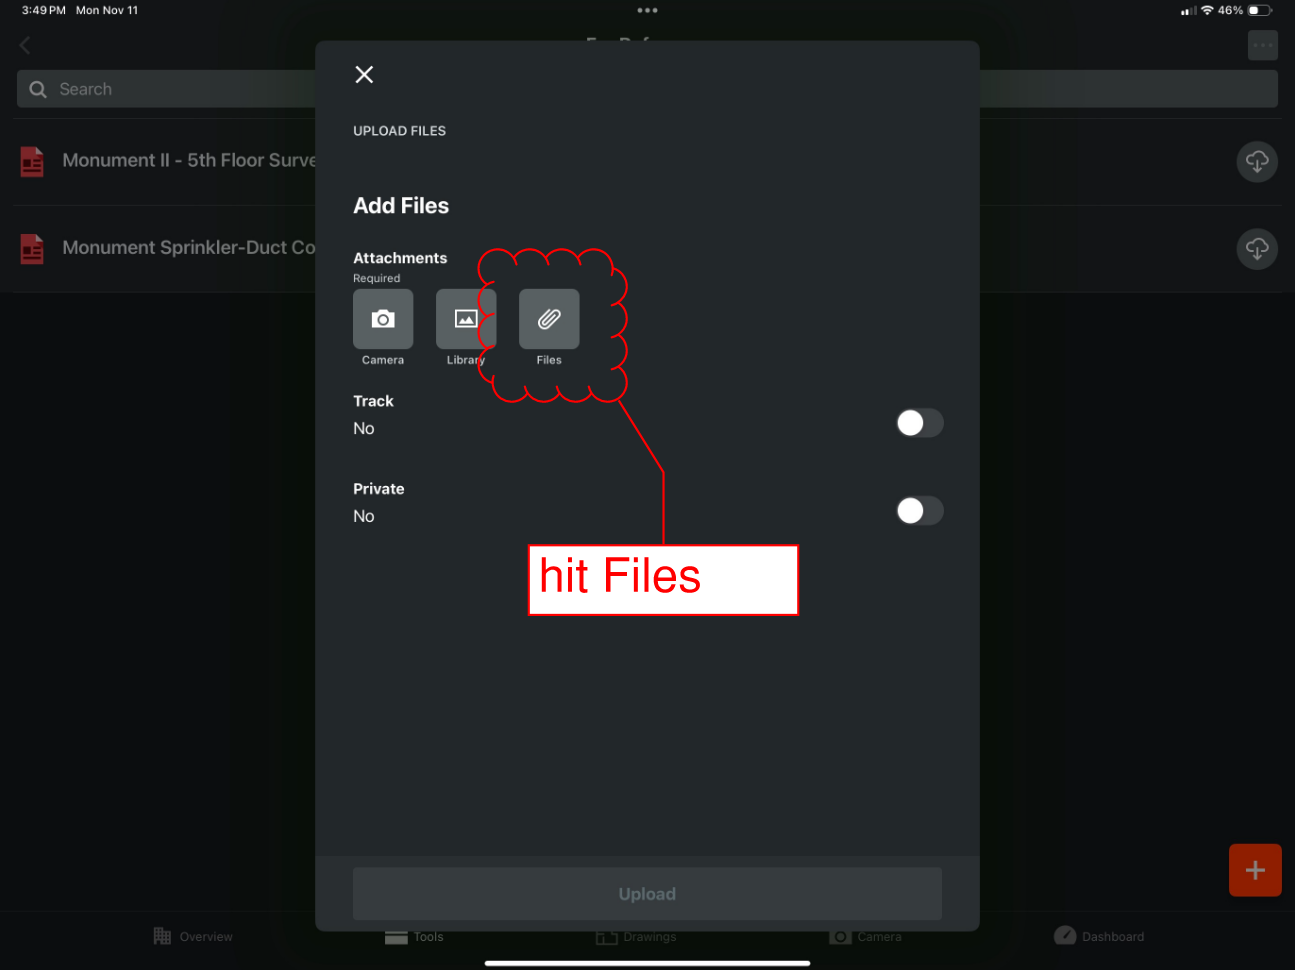 3:49 PM Mon Nov 11
46%
Search
UPLOAD FILES
Monument II - 5th Floor Surve
Add Files
Monument Sprinkler-Duct Co
Attachments
Required
Camera
Library
Files
Track
No
Private
No
hit Files
Upload
Overview
Tools
Drawings
Camera
Dashboard